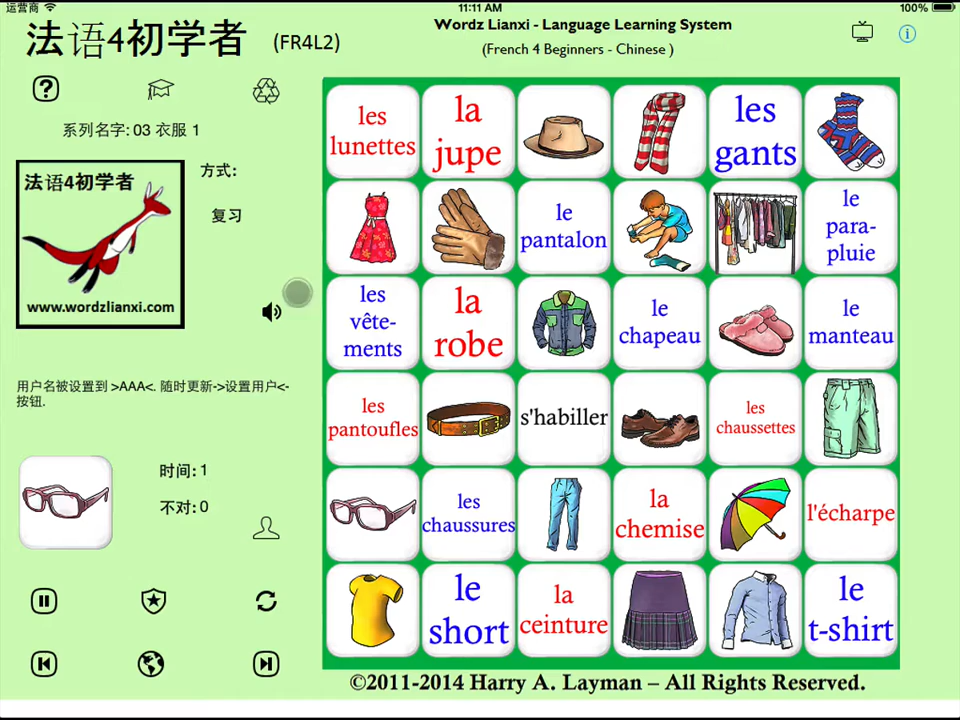 运营商
11:11 AM
100%
法语4初学者 (FR4L2)
Wordz Lianxi - Language Learning System
(French 4 Beginners - Chinese )
系列名字: 03 衣服 1
法语4初学者
www.wordzlianxi.com
方式:
复习
用户名被设置到 >AAA<. 随时更新->设置用户<-
按钮.
时间: 1
不对: 0
les
lunettes
la
jupe
les
gants
le
pantalon
le
para-
pluie
les
vête-
ments
la
robe
le
chapeau
le
manteau
les
pantoufles
s'habiller
les
chaussettes
les
chaussures
la
chemise
l'écharpe
le
short
la
ceinture
le
t-shirt
©2011-2014 Harry A. Layman – All Rights Reserved.